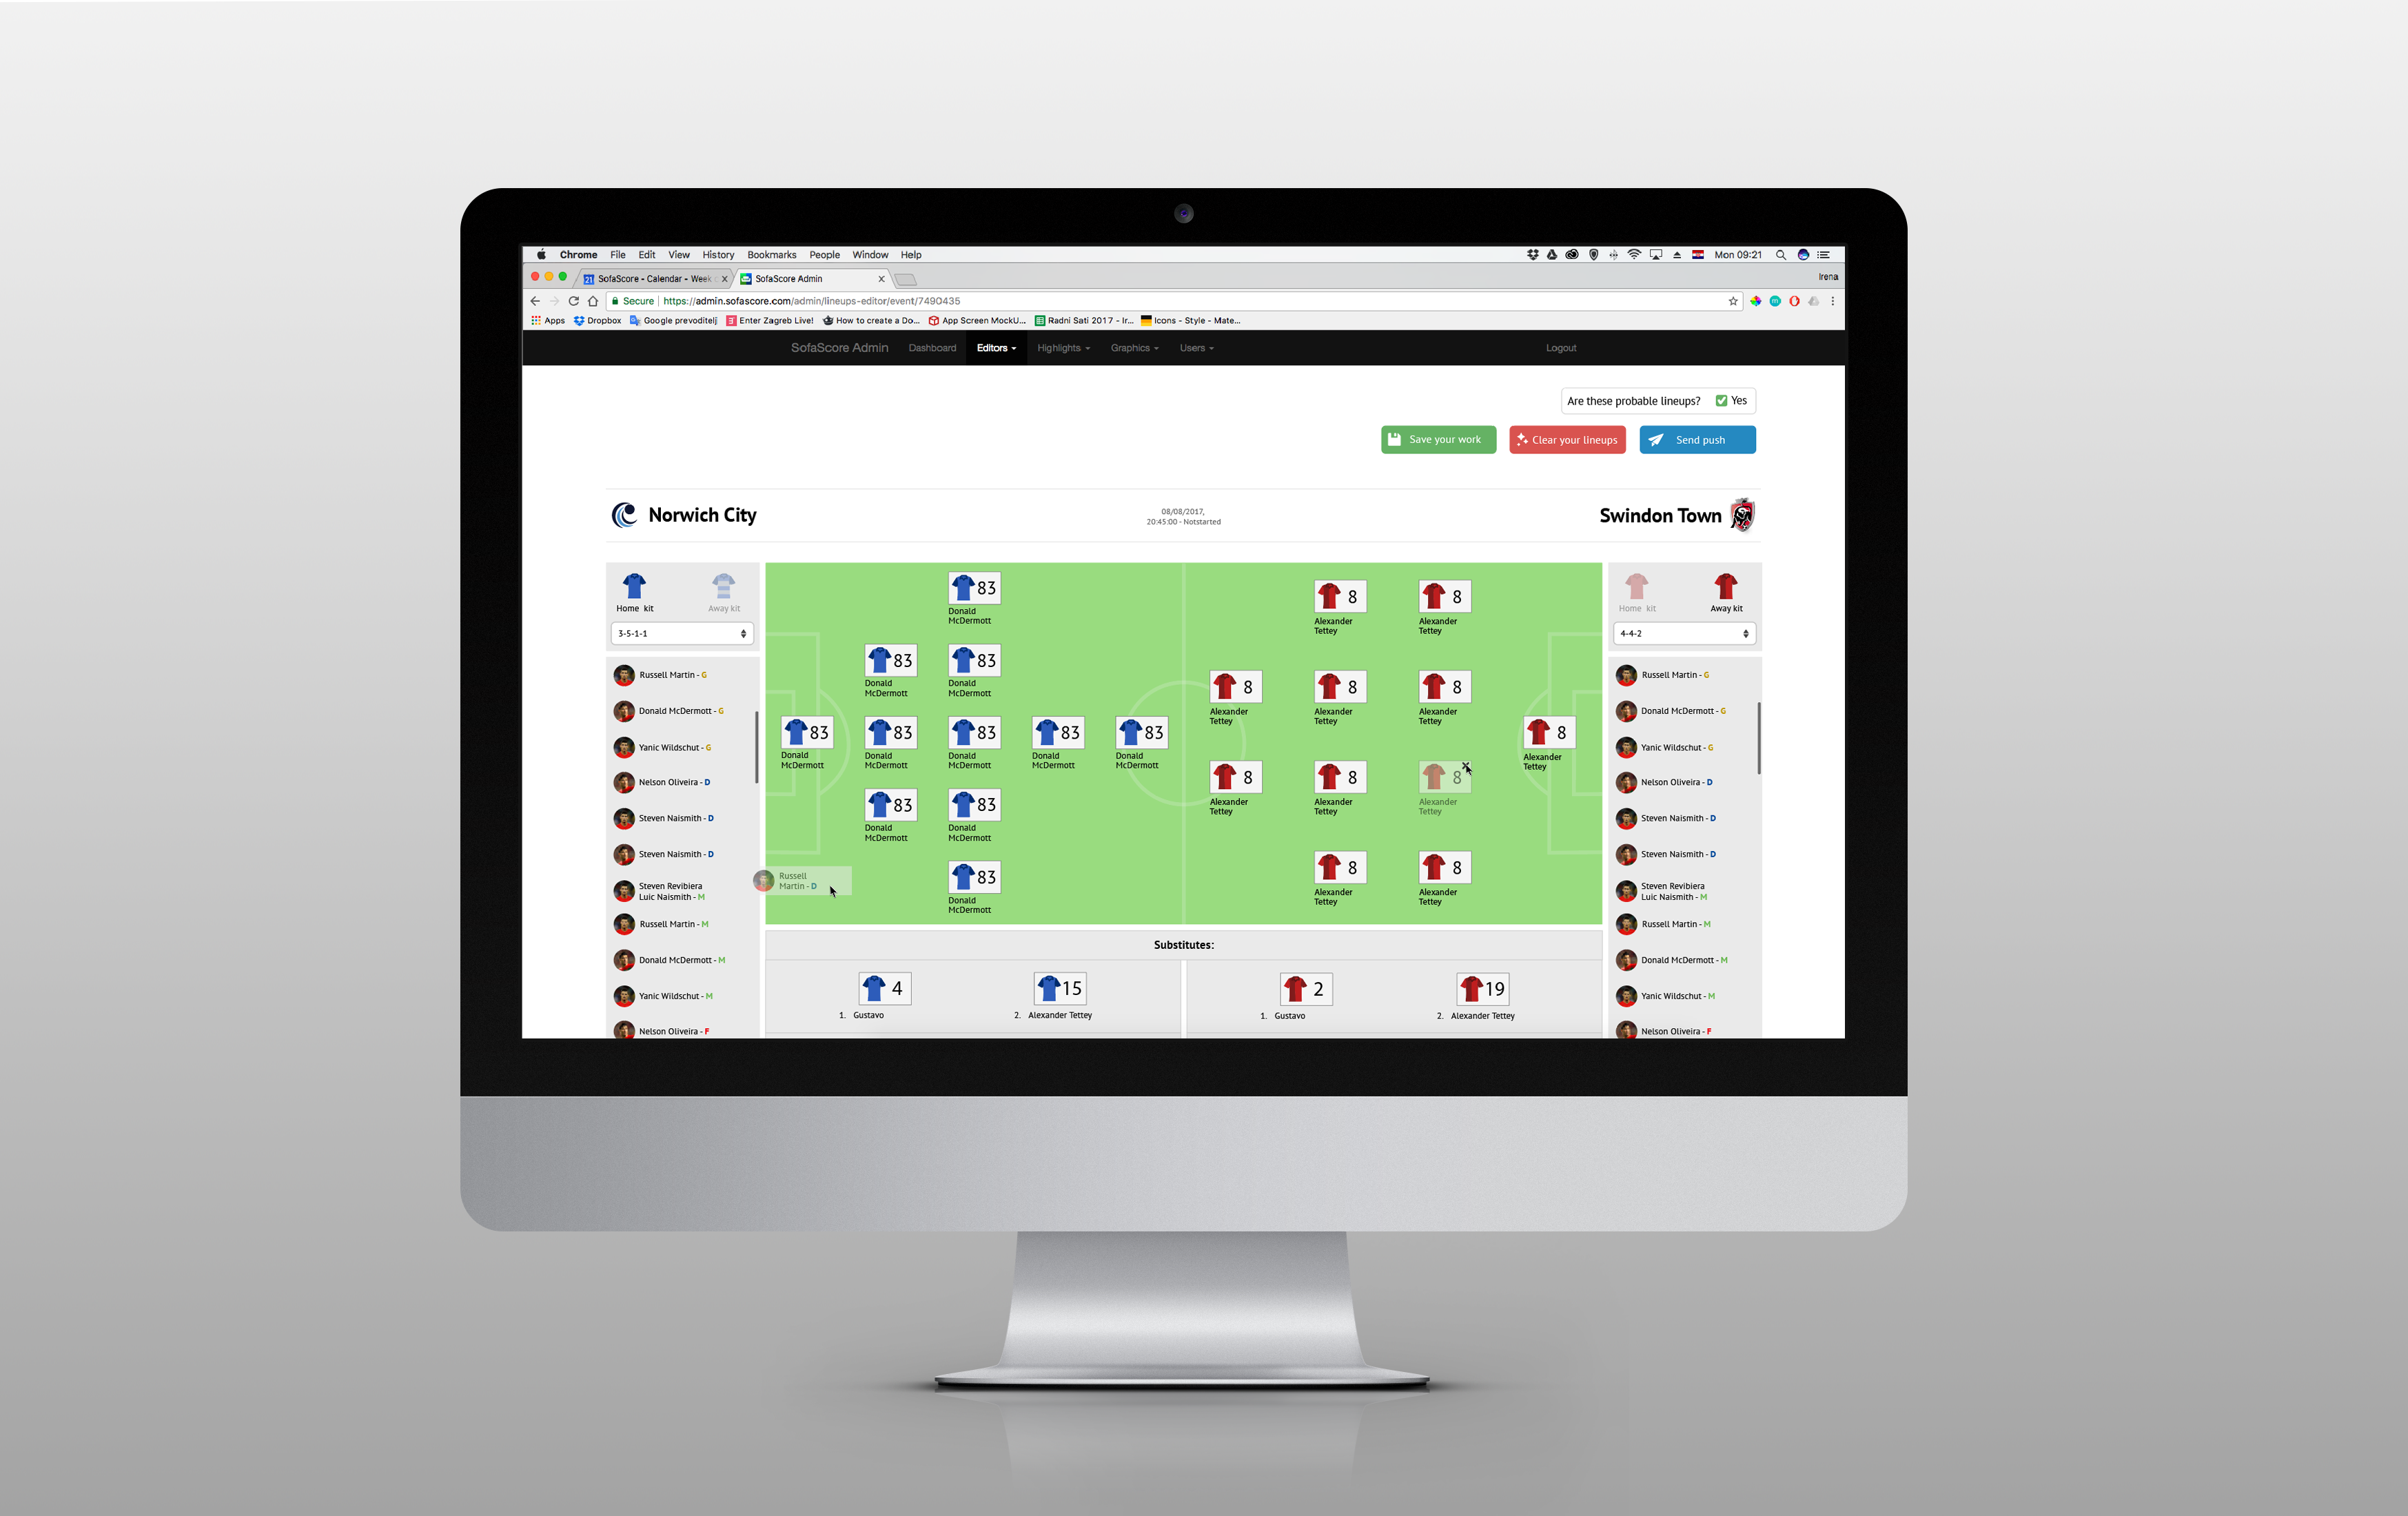 Chrome File Edit View History Bookmarks People Window Help Mon 09:21
SofaScore - Calendar - Week SofaScore Admin Irena
Secure https://admin.sofascore.com/admin/lineups-editor/event/7490435
Apps Dropbox Google prevoditelj Enter Zagreb Live! How to create a Do... App Screen MockU... Radni Sati 2017 - Ir... Icons - Style - Mate...
SofaScore Admin Dashboard Editors Highlights Graphics Users Logout
Are these probable lineups? Yes
Save your work Clear your lineups Send push
Norwich City
08/08/2017,
20:45:00 - Notstarted
Swindon Town
Home kit Away kit
3-5-1-1
Russell Martin - G
Donald McDermott - G
Yanic Wildschut - G
Nelson Oliveira - D
Steven Naismith - D
Steven Naismith - D
Steven Revibiera
Luic Naismith - M
Russell Martin - M
Donald McDermott - M
Yanic Wildschut - M
Nelson Oliveira - F
83
Donald
McDermott
83
Donald
McDermott
83
Donald
McDermott
83
Donald
McDermott
83
Donald
McDermott
83
Donald
McDermott
83
Donald
McDermott
83
Donald
McDermott
83
Donald
McDermott
83
Donald
McDermott
83
Donald
McDermott
Russell
Martin - D
8
Alexander
Tettey
8
Alexander
Tettey
8
Alexander
Tettey
8
Alexander
Tettey
8
Alexander
Tettey
8
Alexander
Tettey
8
Alexander
Tettey
8
Alexander
Tettey
8
Alexander
Tettey
8
Alexander
Tettey
8
Alexander
Tettey
Substitutes:
4
1. Gustavo
15
2. Alexander Tettey
2
1. Gustavo
19
2. Alexander Tettey
Home kit Away kit
4-4-2
Russell Martin - G
Donald McDermott - G
Yanic Wildschut - G
Nelson Oliveira - D
Steven Naismith - D
Steven Naismith - D
Steven Revibiera
Luic Naismith - M
Russell Martin - M
Donald McDermott - M
Yanic Wildschut - M
Nelson Oliveira - F